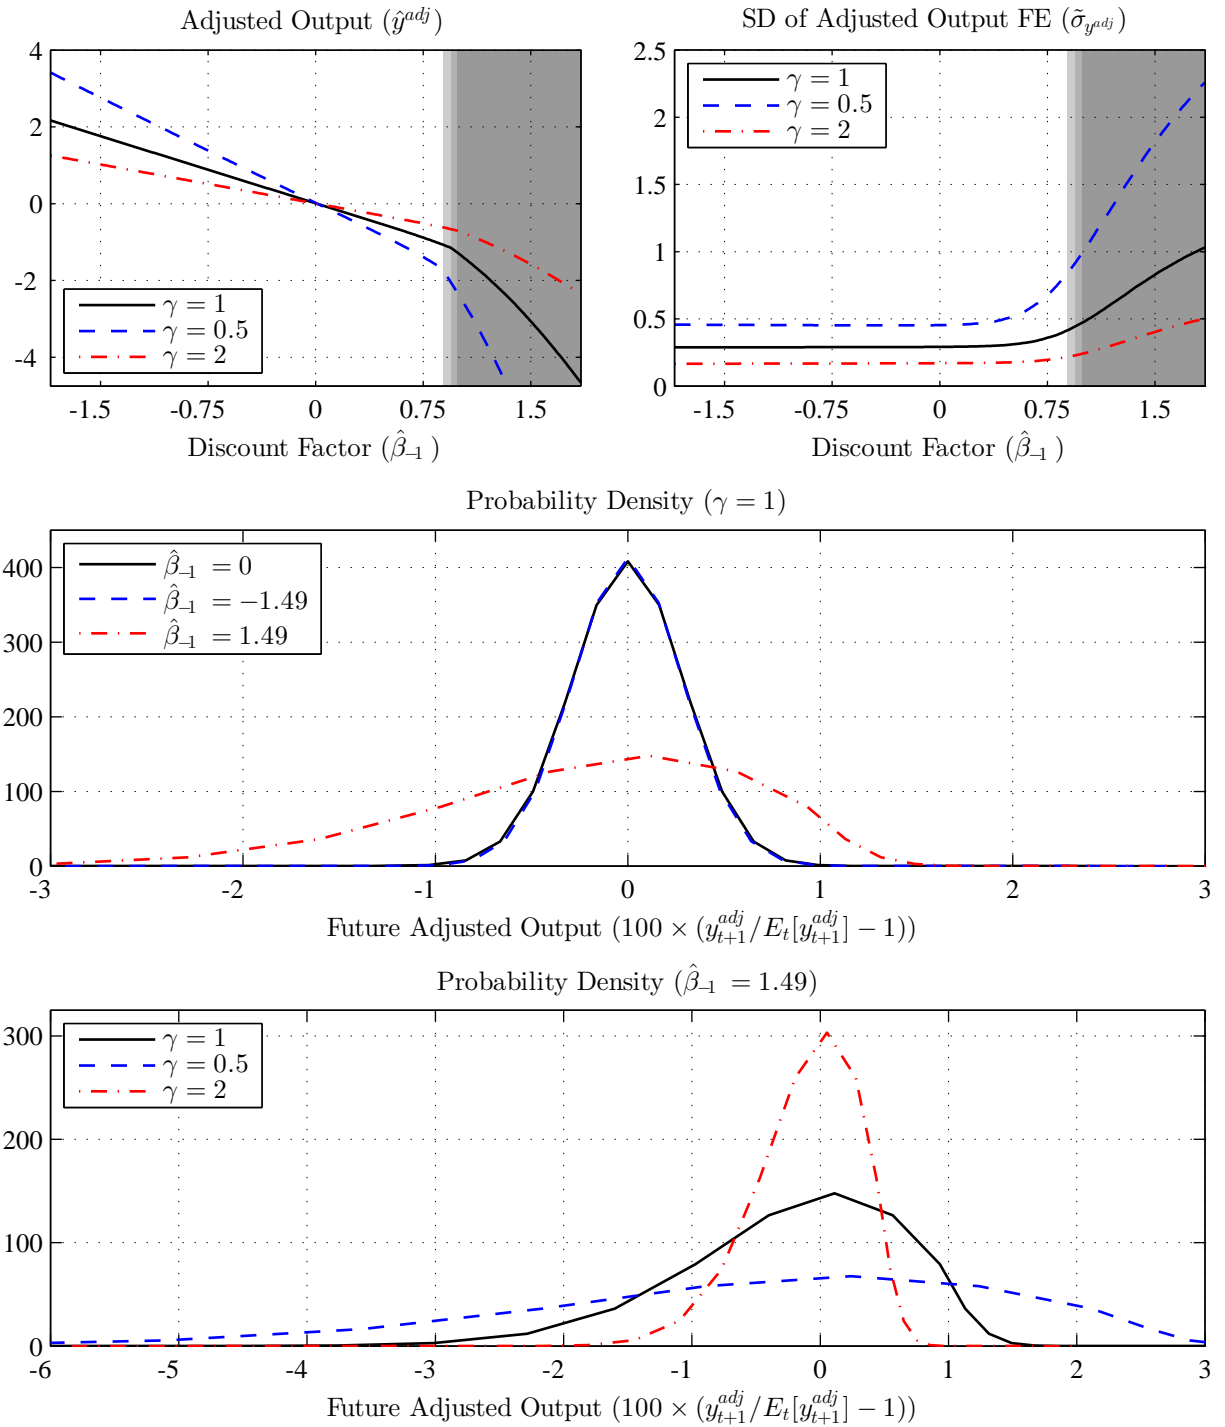 Adjusted Output (ŷ^{adj})
4
2
0
-2
-4
γ = 1
γ = 0.5
γ = 2
-1.5 -0.75 0 0.75 1.5
Discount Factor (β̂₋₁ )
SD of Adjusted Output FE (σ̃_{y^{adj}})
2.5
2
1.5
1
0.5
0
γ = 1
γ = 0.5
γ = 2
-1.5 -0.75 0 0.75 1.5
Discount Factor (β̂₋₁ )
Probability Density (γ = 1)
400
300
200
100
0
β̂₋₁ = 0
β̂₋₁ = −1.49
β̂₋₁ = 1.49
-3 -2 -1 0 1 2 3
Future Adjusted Output (100 × (y^{adj}_{t+1}/E_t[y^{adj}_{t+1}] − 1))
Probability Density (β̂₋₁ = 1.49)
300
200
100
0
γ = 1
γ = 0.5
γ = 2
-6 -5 -4 -3 -2 -1 0 1 2 3
Future Adjusted Output (100 × (y^{adj}_{t+1}/E_t[y^{adj}_{t+1}] − 1))